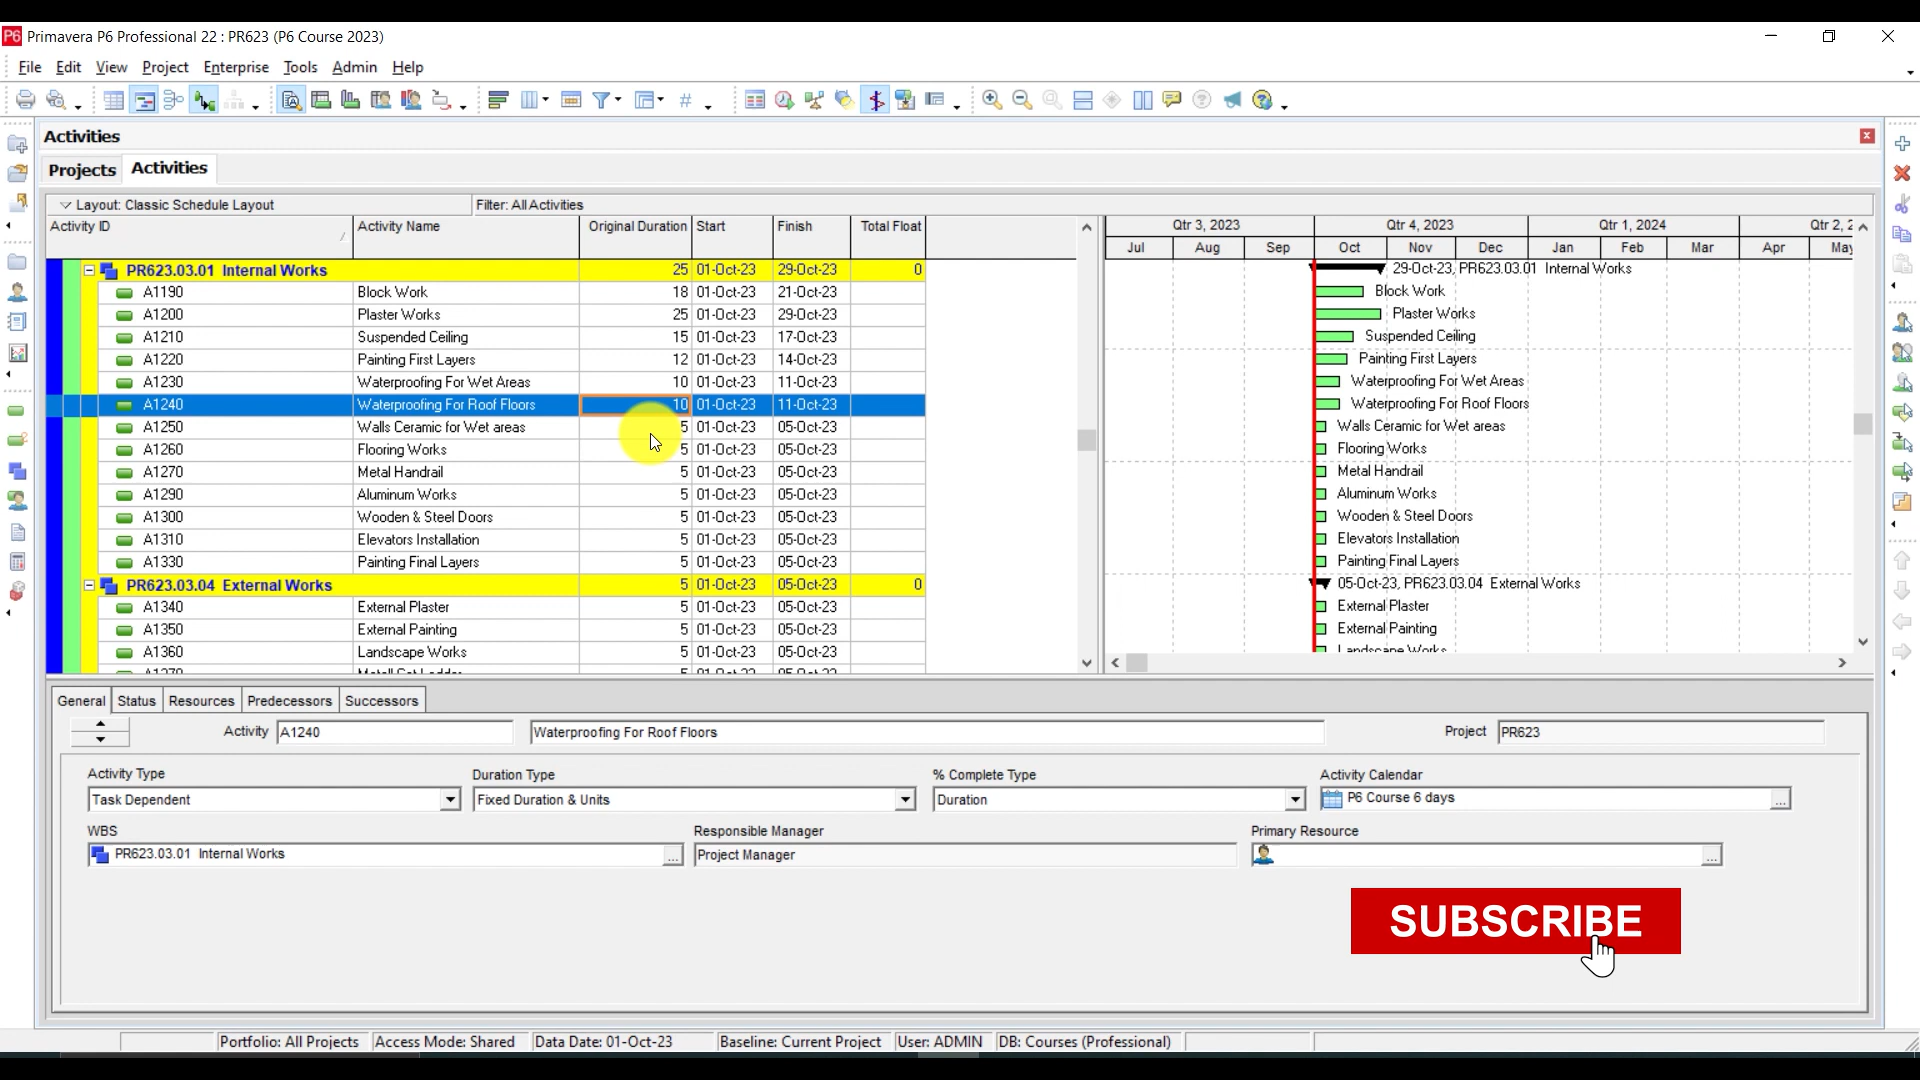 P6 Primavera P6 Professional 22 : PR623 (P6 Course 2023)
File Edit View Project Enterprise Tools Admin Help
Activities
Projects Activities
Layout: Classic Schedule Layout Filter: All Activities
Activity ID Activity Name Original Duration Start Finish Total Float
Qtr 3, 2023 Qtr 4, 2023 Qtr 1, 2024 Qtr 2, 2
Jul Aug Sep Oct Nov Dec Jan Feb Mar Apr May
PR623.03.01 Internal Works 25 01-Oct-23 29-Oct-23 0 29-Oct-23, PR623.03.01 Internal Works
A1190 Block Work 18 01-Oct-23 21-Oct-23 Block Work
A1200 Plaster Works 25 01-Oct-23 29-Oct-23 Plaster Works
A1210 Suspended Ceiling 15 01-Oct-23 17-Oct-23 Suspended Ceiling
A1220 Painting First Layers 12 01-Oct-23 14-Oct-23 Painting First Layers
A1230 Waterproofing For Wet Areas 10 01-Oct-23 11-Oct-23 Waterproofing For Wet Areas
A1240 Waterproofing For Roof Floors 10 01-Oct-23 11-Oct-23 Waterproofing For Roof Floors
A1250 Walls Ceramic for Wet areas 5 01-Oct-23 05-Oct-23 Walls Ceramic for Wet areas
A1260 Flooring Works 5 01-Oct-23 05-Oct-23 Flooring Works
A1270 Metal Handrail 5 01-Oct-23 05-Oct-23 Metal Handrail
A1290 Aluminum Works 5 01-Oct-23 05-Oct-23 Aluminum Works
A1300 Wooden & Steel Doors 5 01-Oct-23 05-Oct-23 Wooden & Steel Doors
A1310 Elevators Installation 5 01-Oct-23 05-Oct-23 Elevators Installation
A1330 Painting Final Layers 5 01-Oct-23 05-Oct-23 Painting Final Layers
PR623.03.04 External Works 5 01-Oct-23 05-Oct-23 0 05-Oct-23, PR623.03.04 External Works
A1340 External Plaster 5 01-Oct-23 05-Oct-23 External Plaster
A1350 External Painting 5 01-Oct-23 05-Oct-23 External Painting
A1360 Landscape Works 5 01-Oct-23 05-Oct-23 Landscape Works
General Status Resources Predecessors Successors
Activity A1240 Waterproofing For Roof Floors Project PR623
Activity Type Duration Type % Complete Type Activity Calendar
Task Dependent Fixed Duration & Units Duration P6 Course 6 days ...
WBS Responsible Manager Primary Resource
PR623.03.01 Internal Works ... Project Manager ...
SUBSCRIBE
Portfolio: All Projects Access Mode: Shared Data Date: 01-Oct-23 Baseline: Current Project User: ADMIN DB: Courses (Professional)